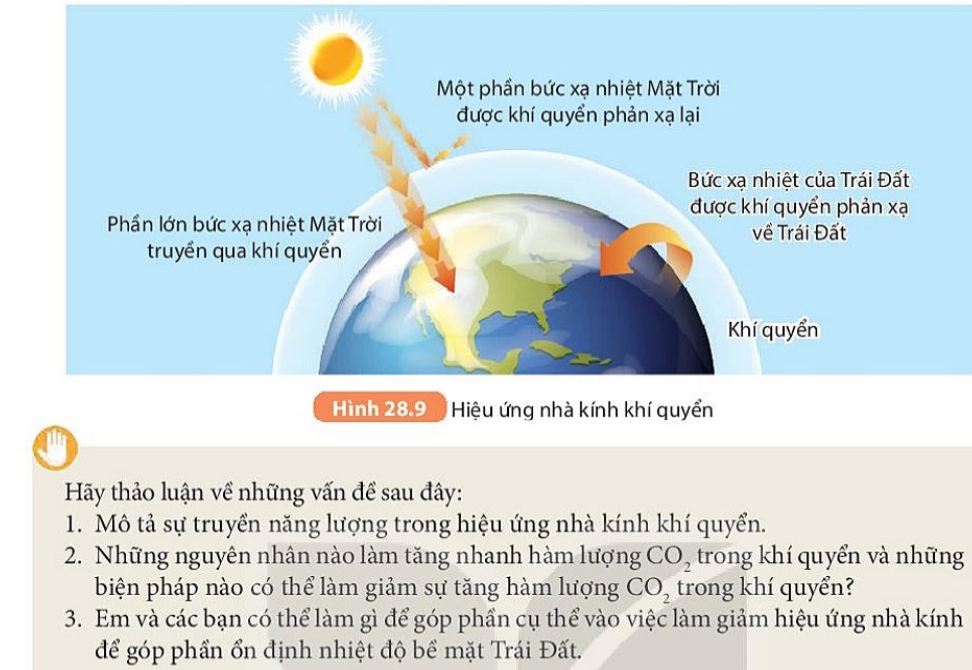 Một phần bức xạ nhiệt Mặt Trời
được khí quyển phản xạ lại
Bức xạ nhiệt của Trái Đất
được khí quyển phản xạ
về Trái Đất
Phần lớn bức xạ nhiệt Mặt Trời
truyền qua khí quyển
Khí quyển
Hình 28.9 Hiệu ứng nhà kính khí quyển
Hãy thảo luận về những vấn đề sau đây:
1. Mô tả sự truyền năng lượng trong hiệu ứng nhà kính khí quyển.
2. Những nguyên nhân nào làm tăng nhanh hàm lượng CO₂ trong khí quyển và những
biện pháp nào có thể làm giảm sự tăng hàm lượng CO₂ trong khí quyển?
3. Em và các bạn có thể làm gì để góp phần cụ thể vào việc làm giảm hiệu ứng nhà kính
để góp phần ổn định nhiệt độ bề mặt Trái Đất.